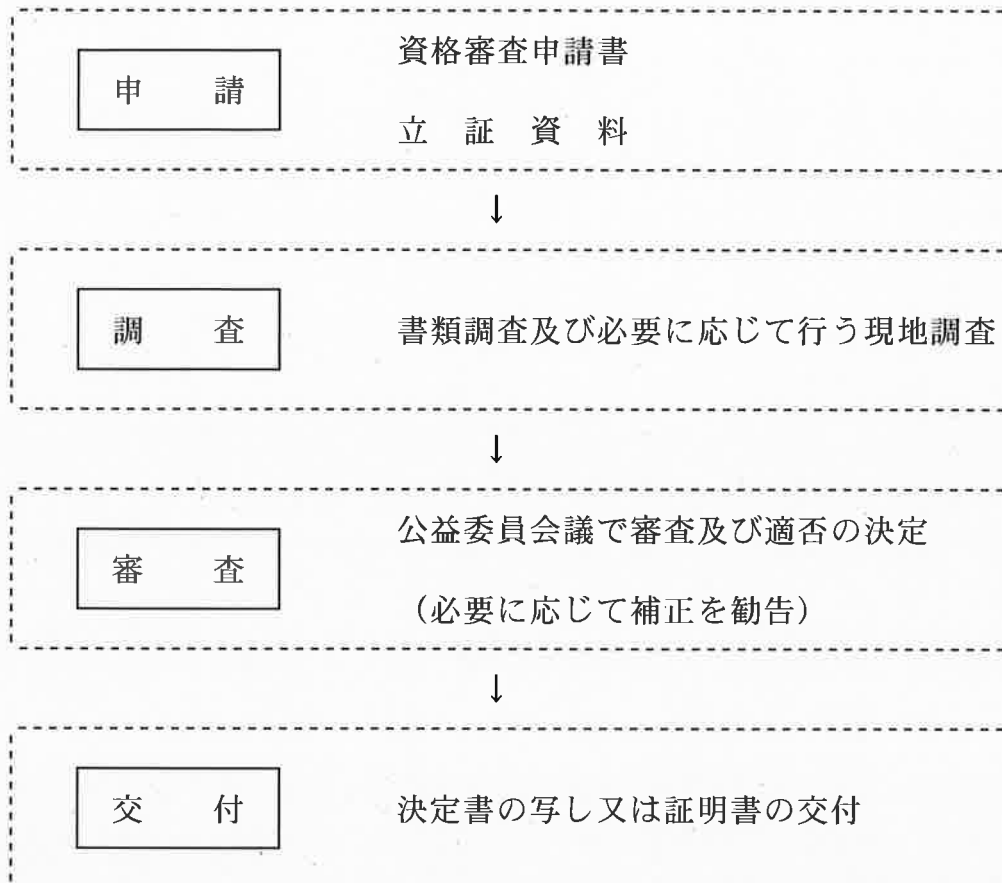 資格審査申請書
申　　請
立　証　資　料
↓
調　　査　書類調査及び必要に応じて行う現地調査
↓
公益委員会議で審査及び適否の決定
審　　査
（必要に応じて補正を勧告）
↓
交　　付　決定書の写し又は証明書の交付